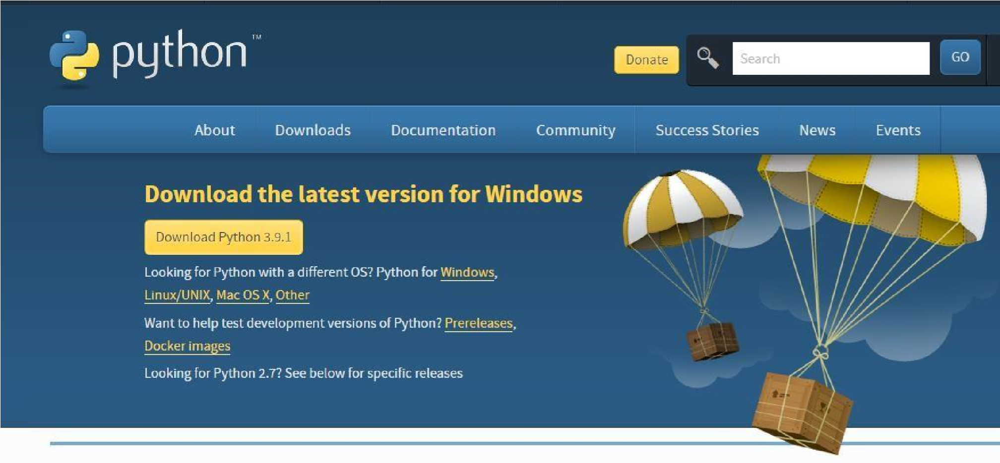 python™
Donate
Search
GO
About
Downloads
Documentation
Community
Success Stories
News
Events
Download the latest version for Windows
Download Python 3.9.1
Looking for Python with a different OS? Python for Windows,
Linux/UNIX, Mac OS X, Other
Want to help test development versions of Python? Prereleases,
Docker images
Looking for Python 2.7? See below for specific releases